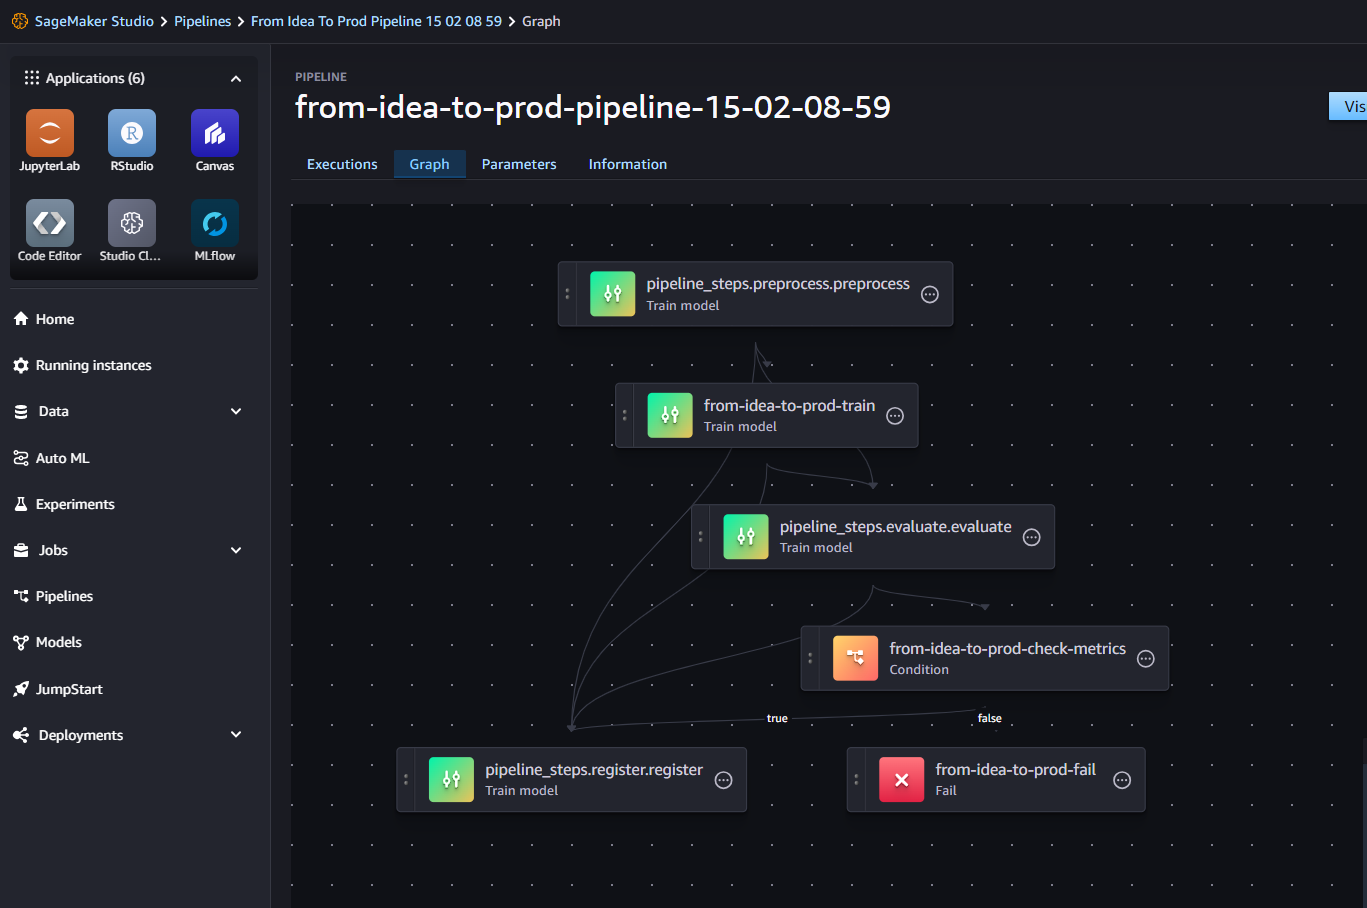 SageMaker Studio > Pipelines > From Idea To Prod Pipeline 15 02 08 59 > Graph
Applications (6)
JupyterLab
RStudio
Canvas
Code Editor
Studio Cl...
MLflow
Home
Running instances
Data
Auto ML
Experiments
Jobs
Pipelines
Models
JumpStart
Deployments
PIPELINE
from-idea-to-prod-pipeline-15-02-08-59
Vis
Executions
Graph
Parameters
Information
pipeline_steps.preprocess.preprocess
Train model
from-idea-to-prod-train
Train model
pipeline_steps.evaluate.evaluate
Train model
from-idea-to-prod-check-metrics
Condition
true
false
pipeline_steps.register.register
Train model
from-idea-to-prod-fail
Fail